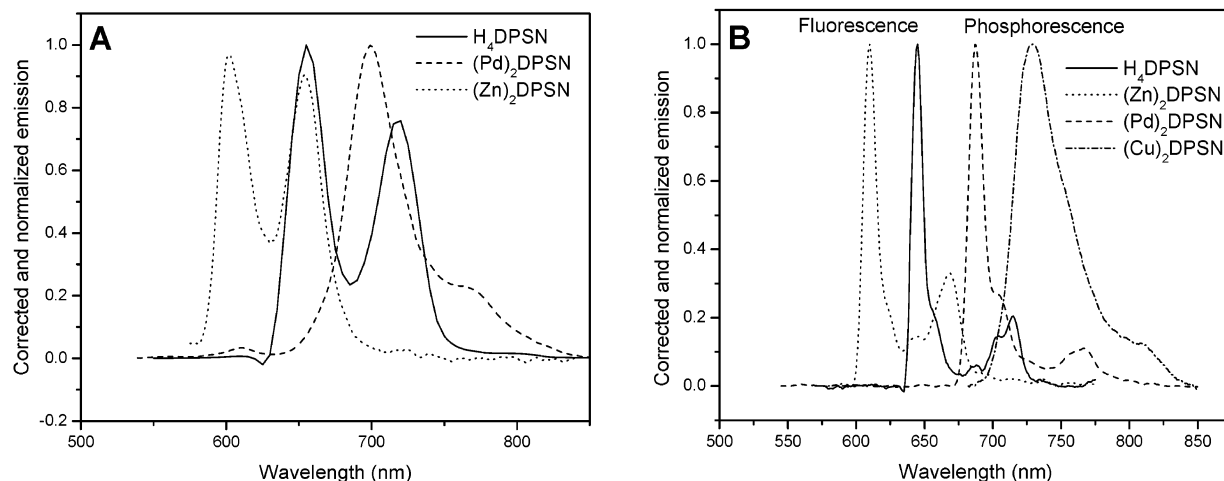 A
H4DPSN
(Pd)2DPSN
(Zn)2DPSN
Corrected and normalized emission
1.0
0.8
0.6
0.4
0.2
0.0
-0.2
500
600
700
800
Wavelength (nm)
B
Fluorescence
Phosphorescence
H4DPSN
(Zn)2DPSN
(Pd)2DPSN
(Cu)2DPSN
Corrected and normalized emission
1.0
0.8
0.6
0.4
0.2
0.0
500
550
600
650
700
750
800
850
Wavelength (nm)